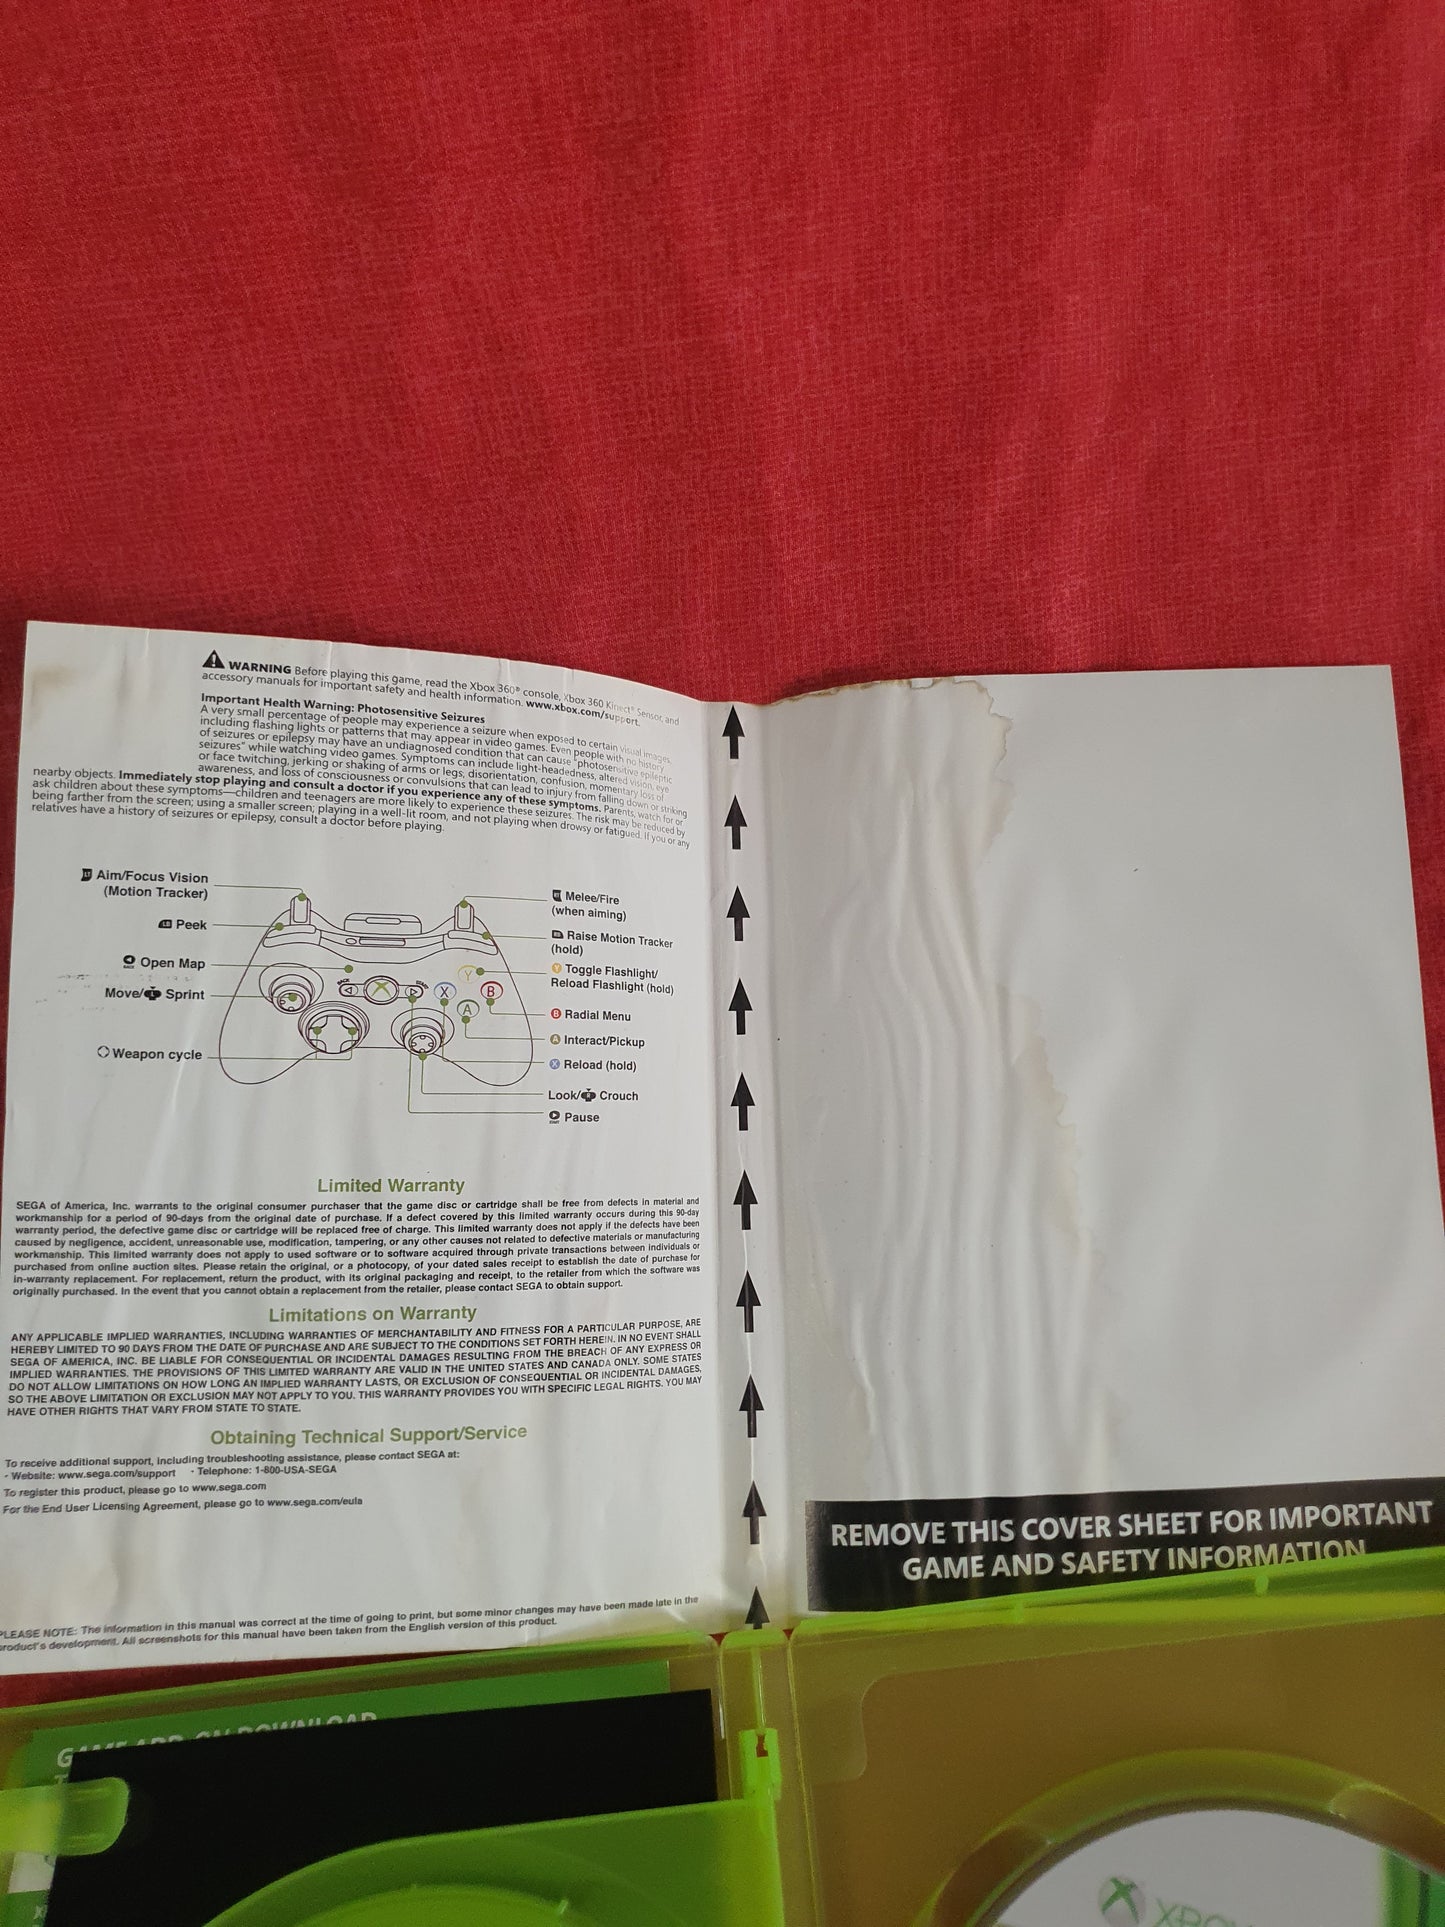 WARNING Before playing this game, read the Xbox 360® console, Xbox 360 Kinect® Sensor, and
accessory manuals for important safety and health information. www.xbox.com/support.
Important Health Warning: Photosensitive Seizures
A very small percentage of people may experience a seizure when exposed to certain visual images,
including flashing lights or patterns that may appear in video games. Even people with no history
of seizures or epilepsy may have an undiagnosed condition that can cause "photosensitive epileptic
seizures" while watching video games. Symptoms can include light-headedness, altered vision, eye
or face twitching, jerking or shaking of arms or legs, disorientation, confusion, momentary loss of
awareness, and loss of consciousness or convulsions that can lead to injury from falling down or striking
nearby objects. Immediately stop playing and consult a doctor if you experience any of these symptoms. Parents, watch for or
ask children about these symptoms—children and teenagers are more likely to experience these seizures. The risk may be reduced by
being farther from the screen; using a smaller screen; playing in a well-lit room, and not playing when drowsy or fatigued. If you or any
relatives have a history of seizures or epilepsy, consult a doctor before playing.
LT Aim/Focus Vision
(Motion Tracker)
LB Peek
BACK Open Map
Move/L Sprint
Weapon cycle
BACK
START
X
Y
B
A
RT Melee/Fire
(when aiming)
RB Raise Motion Tracker
(hold)
Y Toggle Flashlight/
Reload Flashlight (hold)
B Radial Menu
A Interact/Pickup
X Reload (hold)
Look/R Crouch
START Pause
Limited Warranty
SEGA of America, Inc. warrants to the original consumer purchaser that the game disc or cartridge shall be free from defects in material and
workmanship for a period of 90-days from the original date of purchase. If a defect covered by this limited warranty occurs during this 90-day
warranty period, the defective game disc or cartridge will be replaced free of charge. This limited warranty does not apply if the defects have been
caused by negligence, accident, unreasonable use, modification, tampering, or any other causes not related to defective materials or manufacturing
workmanship. This limited warranty does not apply to used software or to software acquired through private transactions between individuals or
purchased from online auction sites. Please retain the original, or a photocopy, of your dated sales receipt to establish the date of purchase for
in-warranty replacement. For replacement, return the product, with its original packaging and receipt, to the retailer from which the software was
originally purchased. In the event that you cannot obtain a replacement from the retailer, please contact SEGA to obtain support.
Limitations on Warranty
ANY APPLICABLE IMPLIED WARRANTIES, INCLUDING WARRANTIES OF MERCHANTABILITY AND FITNESS FOR A PARTICULAR PURPOSE, ARE
HEREBY LIMITED TO 90 DAYS FROM THE DATE OF PURCHASE AND ARE SUBJECT TO THE CONDITIONS SET FORTH HEREIN. IN NO EVENT SHALL
SEGA OF AMERICA, INC. BE LIABLE FOR CONSEQUENTIAL OR INCIDENTAL DAMAGES RESULTING FROM THE BREACH OF ANY EXPRESS OR
IMPLIED WARRANTIES. THE PROVISIONS OF THIS LIMITED WARRANTY ARE VALID IN THE UNITED STATES AND CANADA ONLY. SOME STATES
DO NOT ALLOW LIMITATIONS ON HOW LONG AN IMPLIED WARRANTY LASTS, OR EXCLUSION OF CONSEQUENTIAL OR INCIDENTAL DAMAGES,
SO THE ABOVE LIMITATION OR EXCLUSION MAY NOT APPLY TO YOU. THIS WARRANTY PROVIDES YOU WITH SPECIFIC LEGAL RIGHTS. YOU MAY
HAVE OTHER RIGHTS THAT VARY FROM STATE TO STATE.
Obtaining Technical Support/Service
To receive additional support, including troubleshooting assistance, please contact SEGA at:
- Website: www.sega.com/support - Telephone: 1-800-USA-SEGA
To register this product, please go to www.sega.com
For the End User Licensing Agreement, please go to www.sega.com/eula
PLEASE NOTE: The information in this manual was correct at the time of going to print, but some minor changes may have been made late in the
product's development. All screenshots for this manual have been taken from the English version of this product.
REMOVE THIS COVER SHEET FOR IMPORTANT
GAME AND SAFETY INFORMATION
GAME ADD-ON DOWNLOAD